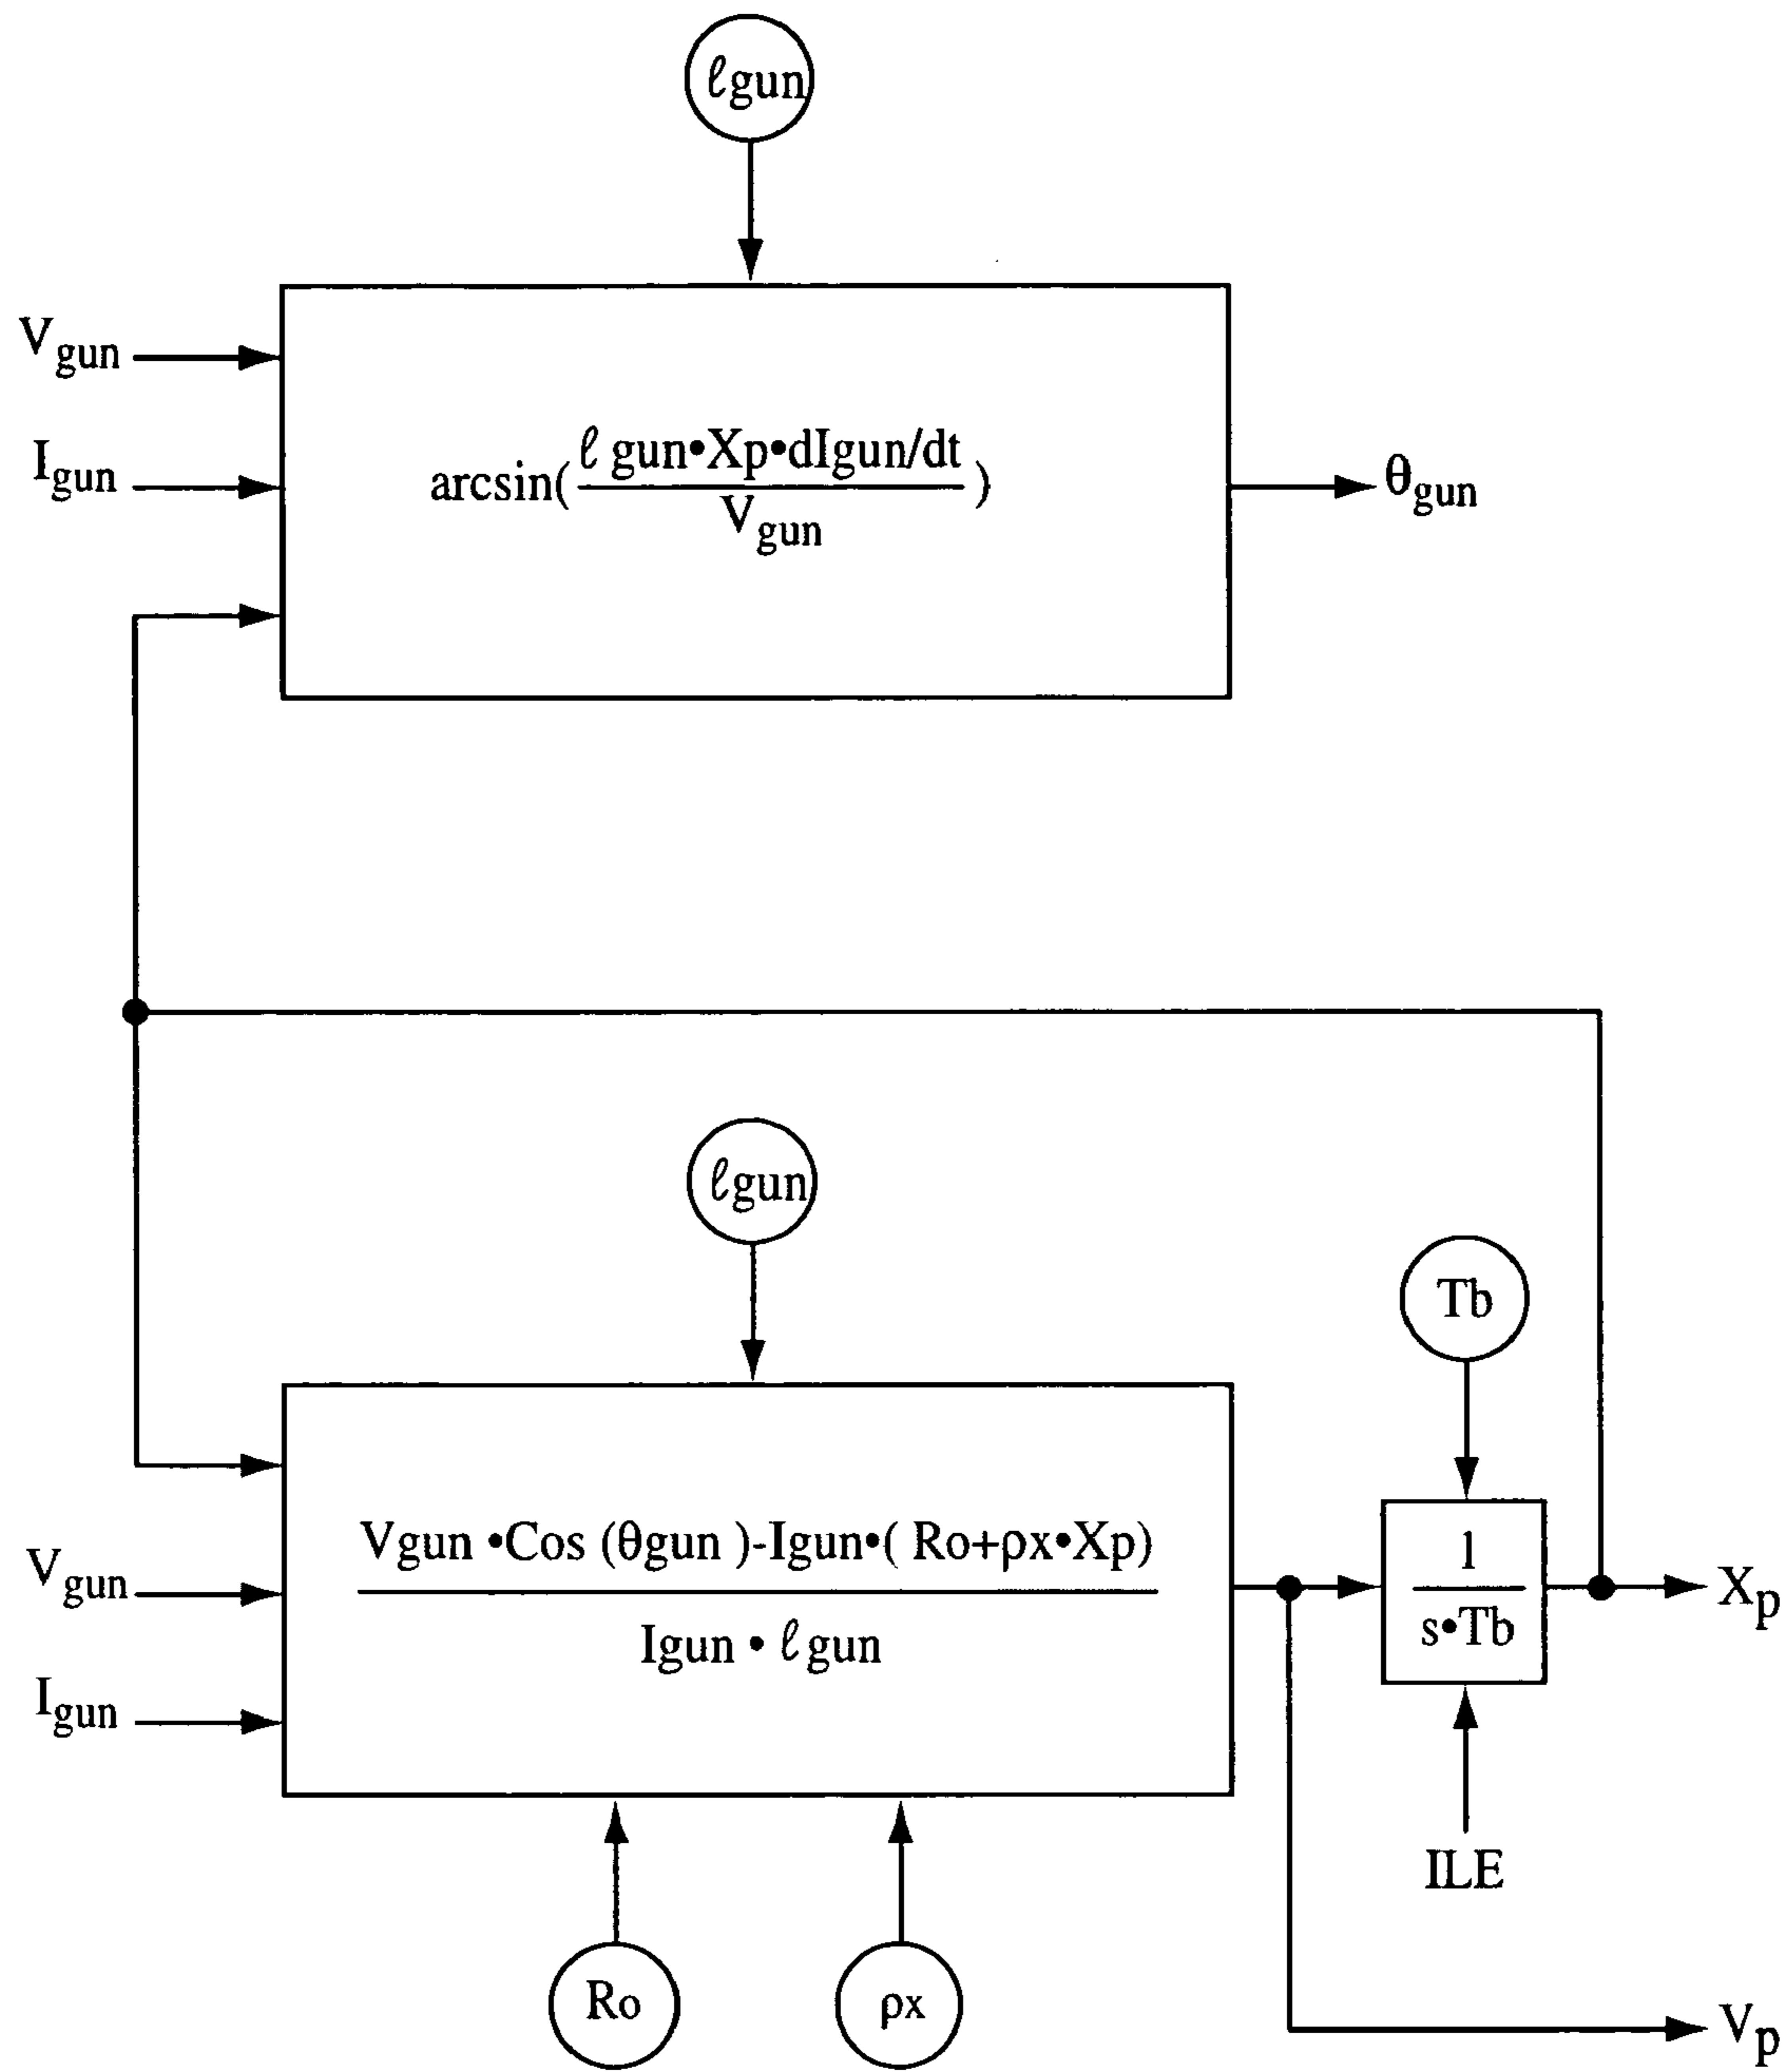 ℓgun
Vgun
Igun
arcsin(ℓ gun•Xp•dIgun/dt / Vgun)
θgun
ℓgun
Tb
Vgun •Cos (θgun )-Igun•( Ro+ρx•Xp)
Igun • ℓ gun
Vgun
Igun
1
s•Tb
Xp
ILE
Ro
ρx
Vp